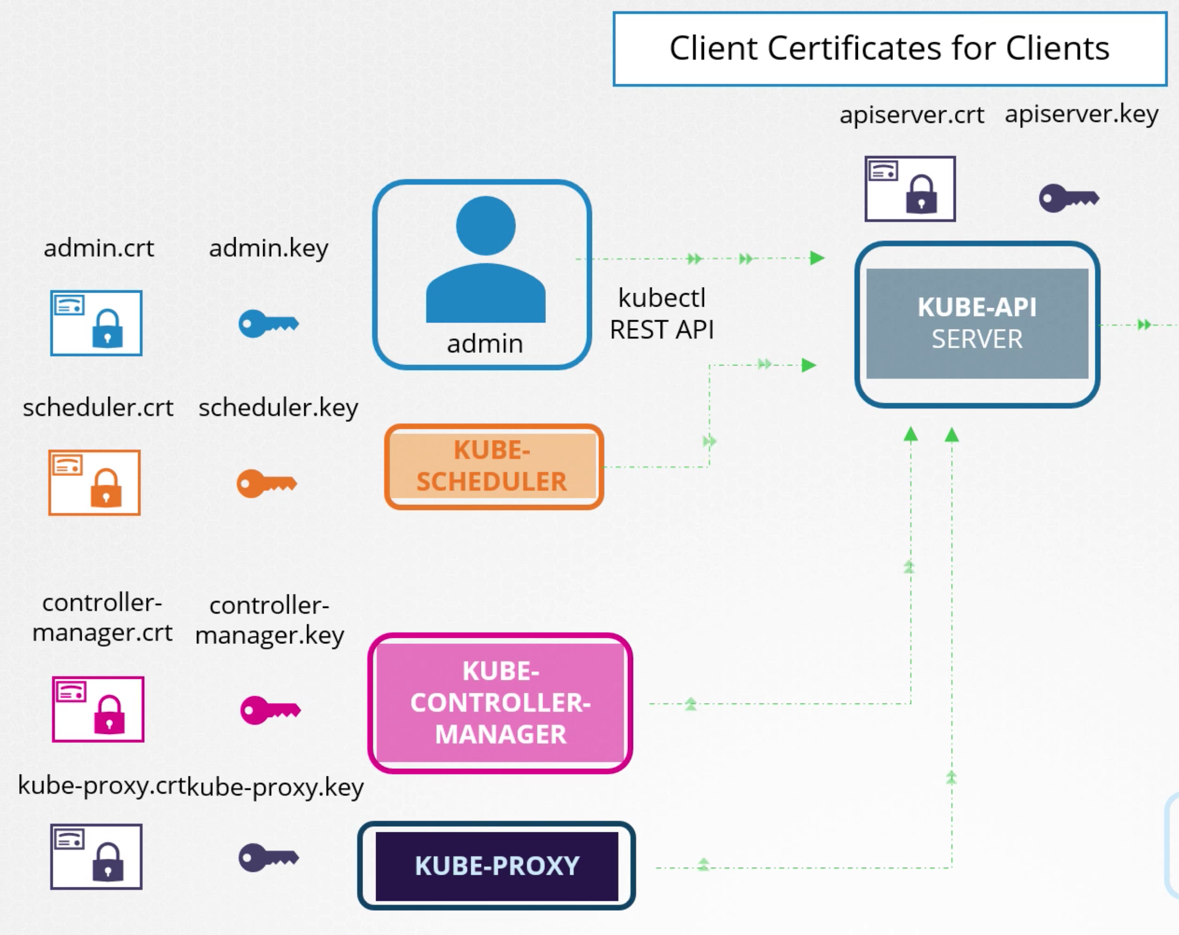 Client Certificates for Clients
apiserver.crt apiserver.key
admin.crt admin.key
admin
kubectl
REST API
KUBE-API
SERVER
scheduler.crt scheduler.key
KUBE-
SCHEDULER
controller-
manager.crt
controller-
manager.key
KUBE-
CONTROLLER-
MANAGER
kube-proxy.crt kube-proxy.key
KUBE-PROXY